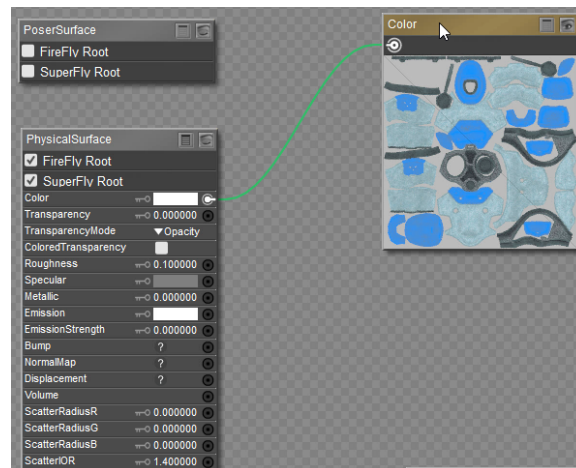 PoserSurface
FireFly Root
SuperFly Root
Color
PhysicalSurface
FireFly Root
SuperFly Root
Color
Transparency 0.000000
TransparencyMode Opacity
ColoredTransparency
Roughness 0.100000
Specular
Metallic 0.000000
Emission
EmissionStrength 0.000000
Bump ?
NormalMap ?
Displacement ?
Volume
ScatterRadiusR 0.000000
ScatterRadiusG 0.000000
ScatterRadiusB 0.000000
ScatterIOR 1.400000